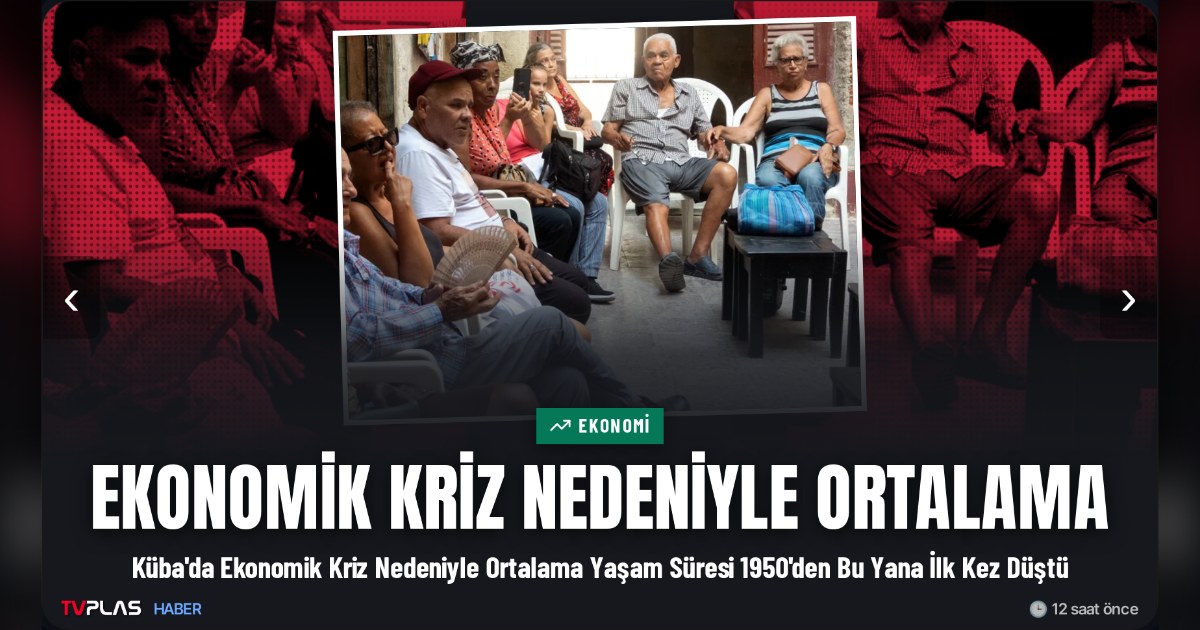 EKONOMİ
EKONOMİK KRİZ NEDENİYLE ORTALAMA
Küba'da Ekonomik Kriz Nedeniyle Ortalama Yaşam Süresi 1950'den Bu Yana İlk Kez Düştü
TVPLAS HABER
12 saat önce